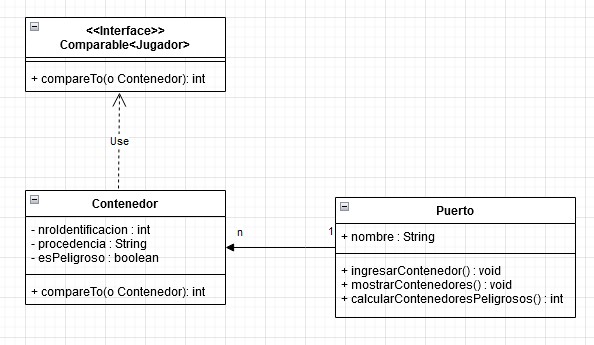 <<Interface>>
Comparable<Jugador>
+ compareTo(o Contenedor): int
Use
Contenedor
- nroIdentificacion : int
- procedencia : String
- esPeligroso : boolean
+ compareTo(o Contenedor): int
n
1
Puerto
+ nombre : String
+ ingresarContenedor() : void
+ mostrarContenedores() : void
+ calcularContenedoresPeligrosos() : int